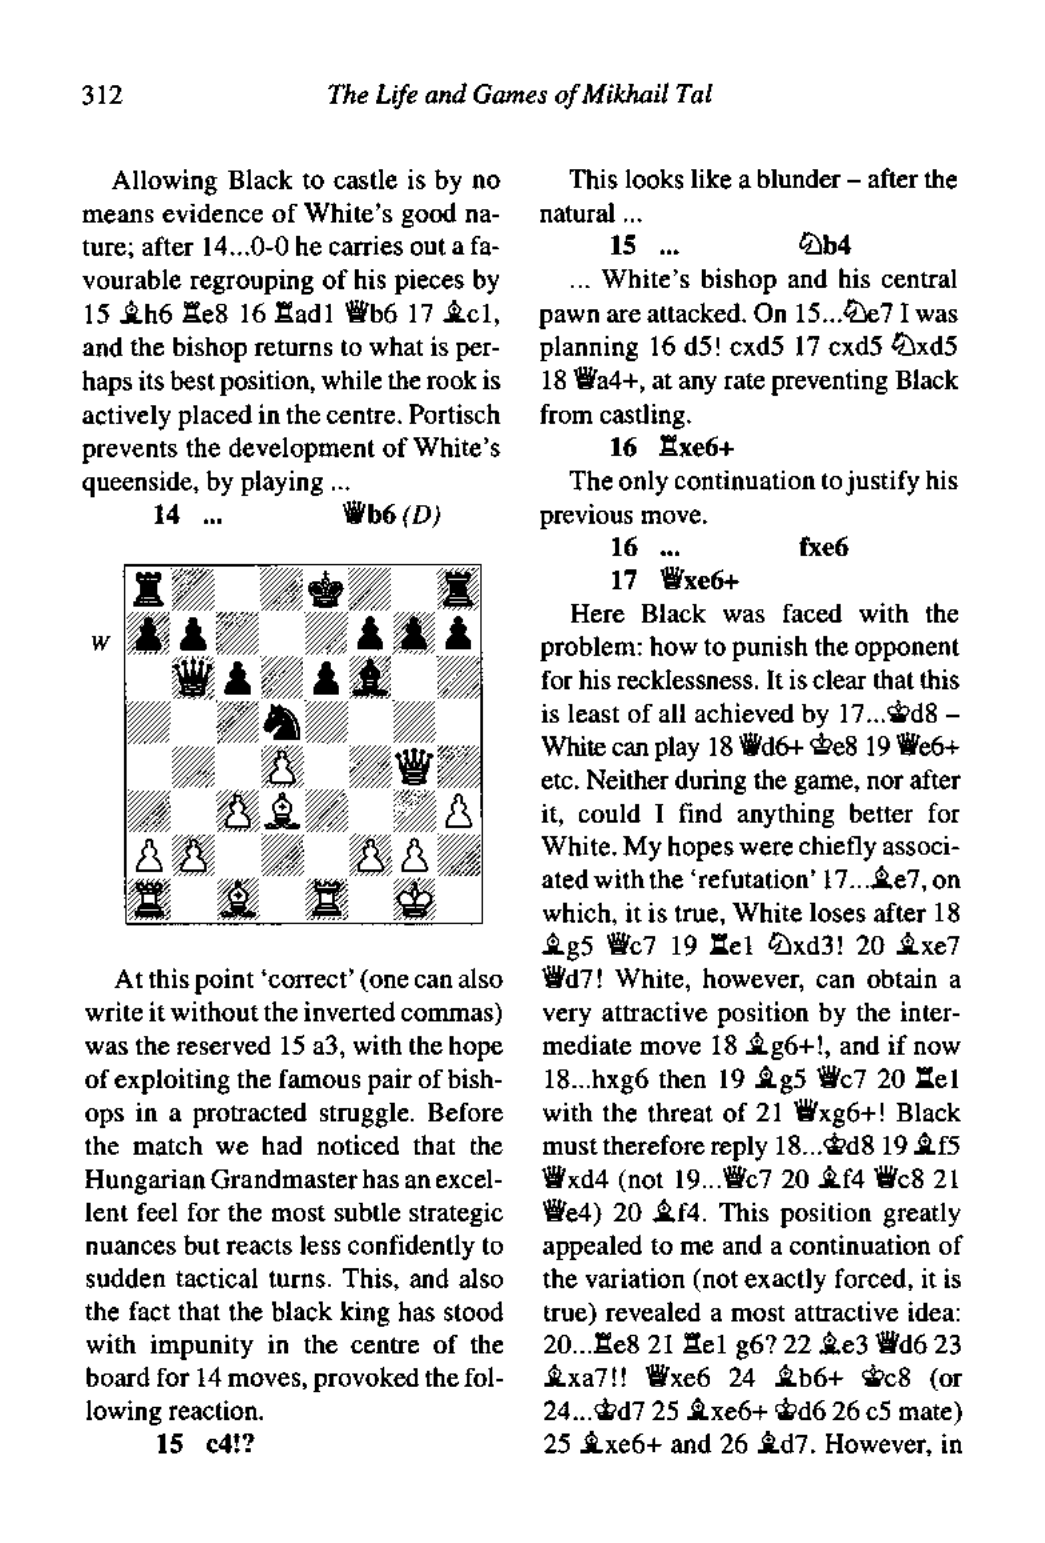 312
The Life and Games of Mikhail Tal
Allowing Black to castle is by no
means evidence of White's good na-
ture; after 14...0-0 he carries out a fa-
vourable regrouping of his pieces by
15 ♗h6 ♖e8 16 ♖ad1 ♕b6 17 ♗c1,
and the bishop returns to what is per-
haps its best position, while the rook is
actively placed in the centre. Portisch
prevents the development of White's
queenside, by playing ...
14 ... ♕b6 (D)
W
At this point 'correct' (one can also
write it without the inverted commas)
was the reserved 15 a3, with the hope
of exploiting the famous pair of bish-
ops in a protracted struggle. Before
the match we had noticed that the
Hungarian Grandmaster has an excel-
lent feel for the most subtle strategic
nuances but reacts less confidently to
sudden tactical turns. This, and also
the fact that the black king has stood
with impunity in the centre of the
board for 14 moves, provoked the fol-
lowing reaction.
15 c4!?
This looks like a blunder – after the
natural ...
15 ... ♘b4
... White's bishop and his central
pawn are attacked. On 15...♘e7 I was
planning 16 d5! cxd5 17 cxd5 ♘xd5
18 ♕a4+, at any rate preventing Black
from castling.
16 ♖xe6+
The only continuation to justify his
previous move.
16 ... fxe6
17 ♕xe6+
Here Black was faced with the
problem: how to punish the opponent
for his recklessness. It is clear that this
is least of all achieved by 17...♔d8 –
White can play 18 ♕d6+ ♔e8 19 ♕e6+
etc. Neither during the game, nor after
it, could I find anything better for
White. My hopes were chiefly associ-
ated with the 'refutation' 17...♗e7, on
which, it is true, White loses after 18
♗g5 ♕c7 19 ♖e1 ♘xd3! 20 ♗xe7
♕d7! White, however, can obtain a
very attractive position by the inter-
mediate move 18 ♗g6+!, and if now
18...hxg6 then 19 ♗g5 ♕c7 20 ♖e1
with the threat of 21 ♕xg6+! Black
must therefore reply 18...♔d8 19 ♗f5
♕xd4 (not 19...♕c7 20 ♗f4 ♕c8 21
♕e4) 20 ♗f4. This position greatly
appealed to me and a continuation of
the variation (not exactly forced, it is
true) revealed a most attractive idea:
20...♖e8 21 ♖e1 g6? 22 ♗e3 ♕d6 23
♗xa7!! ♕xe6 24 ♗b6+ ♔c8 (or
24...♔d7 25 ♗xe6+ ♔d6 26 c5 mate)
25 ♗xe6+ and 26 ♗d7. However, in